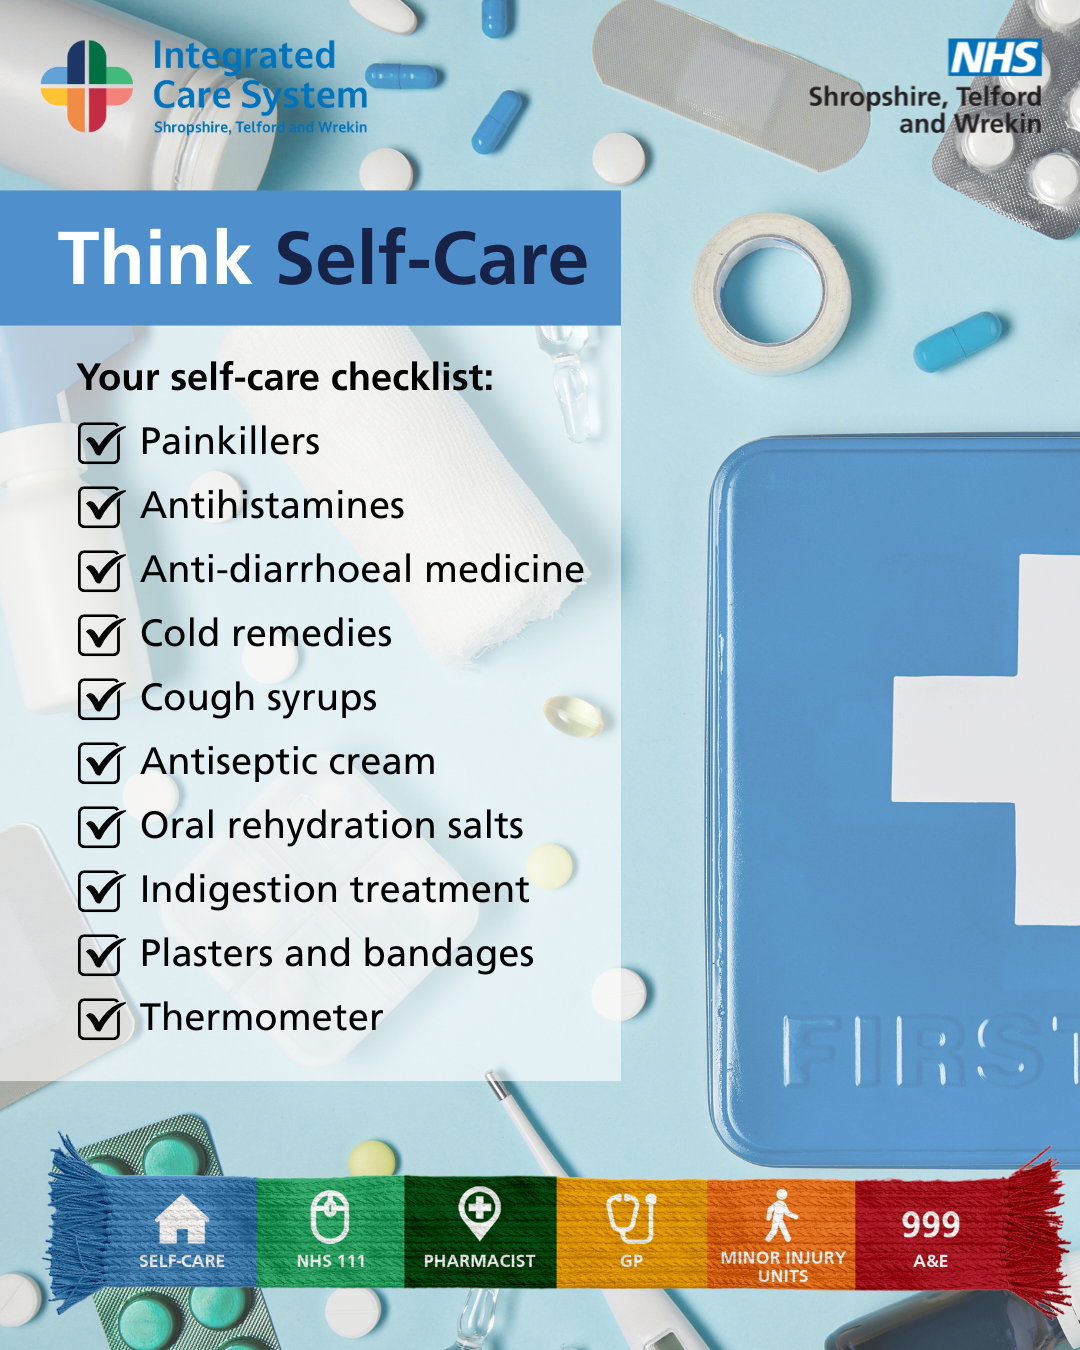 Integrated
Care System
Shropshire, Telford and Wrekin
NHS
Shropshire, Telford
and Wrekin
Think Self-Care
Your self-care checklist:
Painkillers
Antihistamines
Anti-diarrhoeal medicine
Cold remedies
Cough syrups
Antiseptic cream
Oral rehydration salts
Indigestion treatment
Plasters and bandages
Thermometer
FIRST
SELF-CARE
NHS 111
PHARMACIST
GP
MINOR INJURY
UNITS
999
A&E